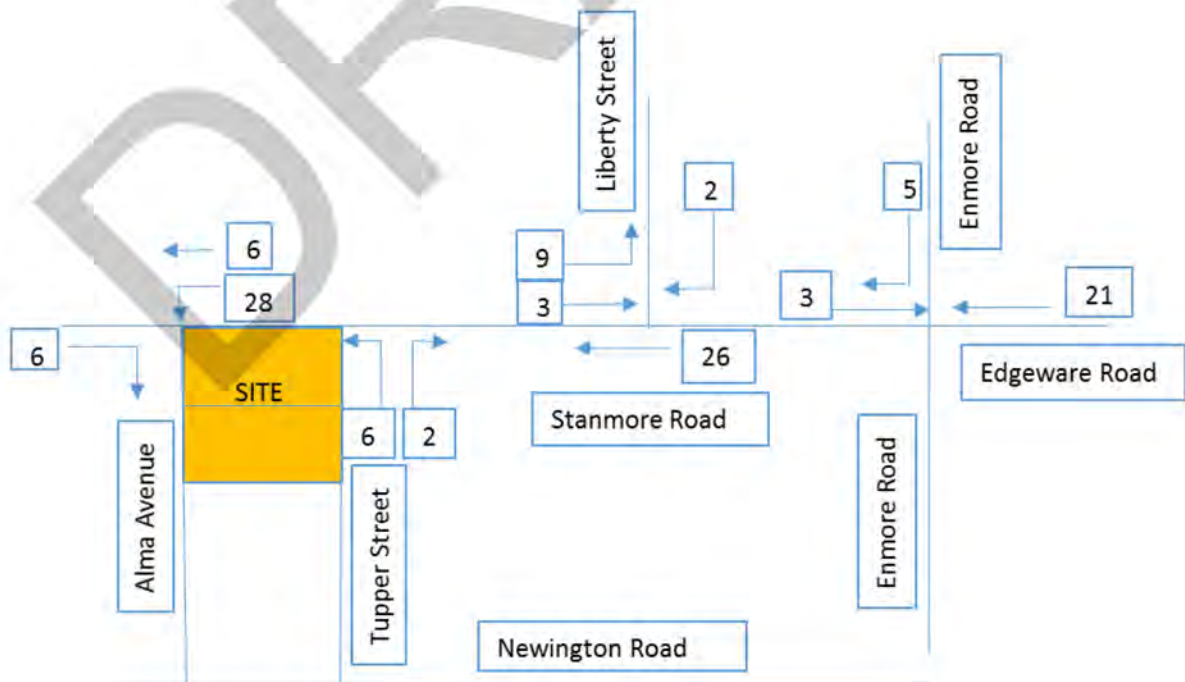 DR
Liberty Street
Enmore Road
2
5
6
9
28
3
3
21
6
26
SITE
Edgeware Road
Stanmore Road
6
2
Alma Avenue
Tupper Street
Enmore Road
Newington Road